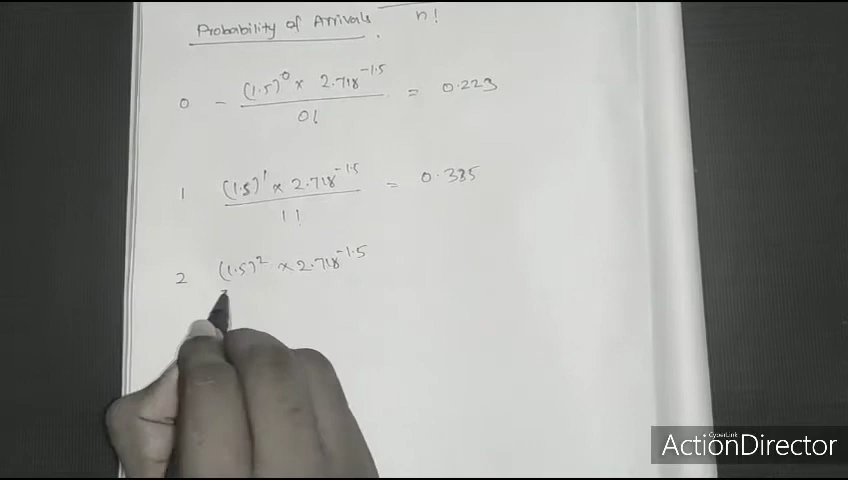 Probability of Arrivals.
n!
0 - (1.5)^0 × 2.718^-1.5 / 0! = 0.223
1 (1.5)^1 × 2.718^-1.5 / 1! = 0.335
2 (1.5)^2 × 2.718^-1.5
CyberLink
ActionDirector